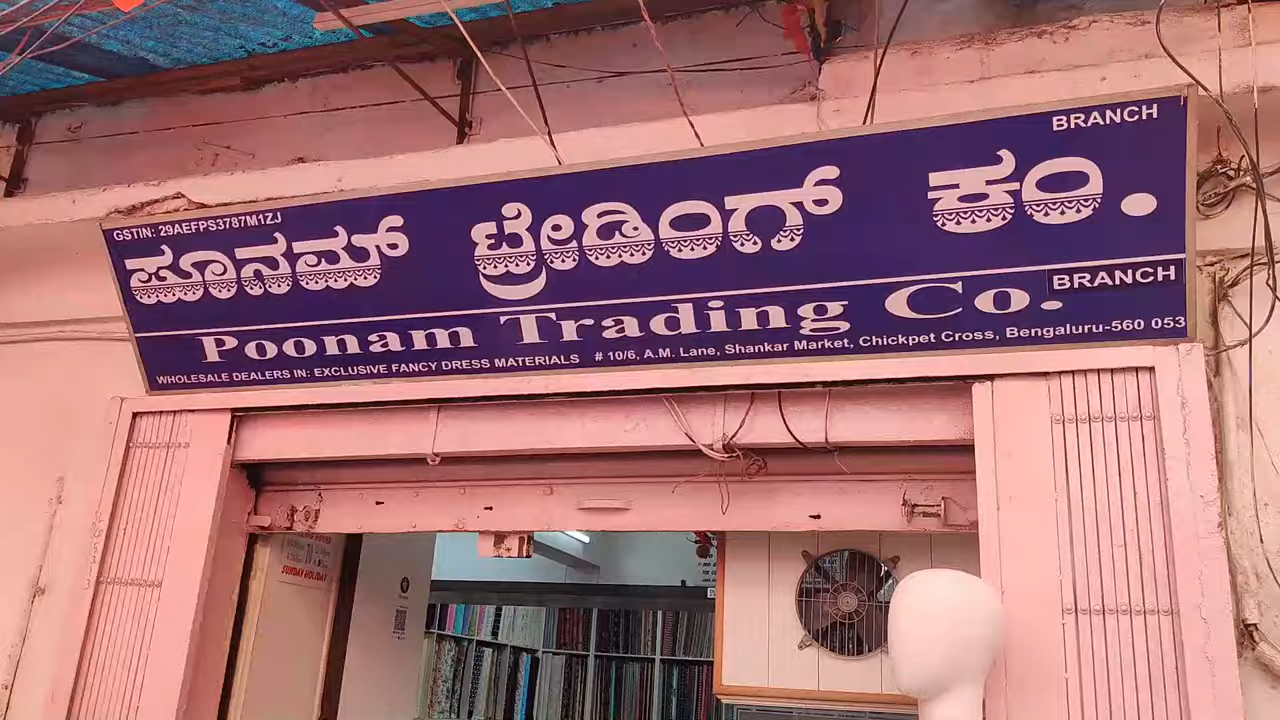 BRANCH
GSTIN: 29AEFPS3787M1ZJ
ಪೂನಮ್ ಟ್ರೇಡಿಂಗ್ ಕಂ.
Poonam Trading Co.
BRANCH
WHOLESALE DEALERS IN: EXCLUSIVE FANCY DRESS MATERIALS # 10/6, A.M. Lane, Shankar Market, Chickpet Cross, Bengaluru-560 053
SUNDAY HOLIDAY